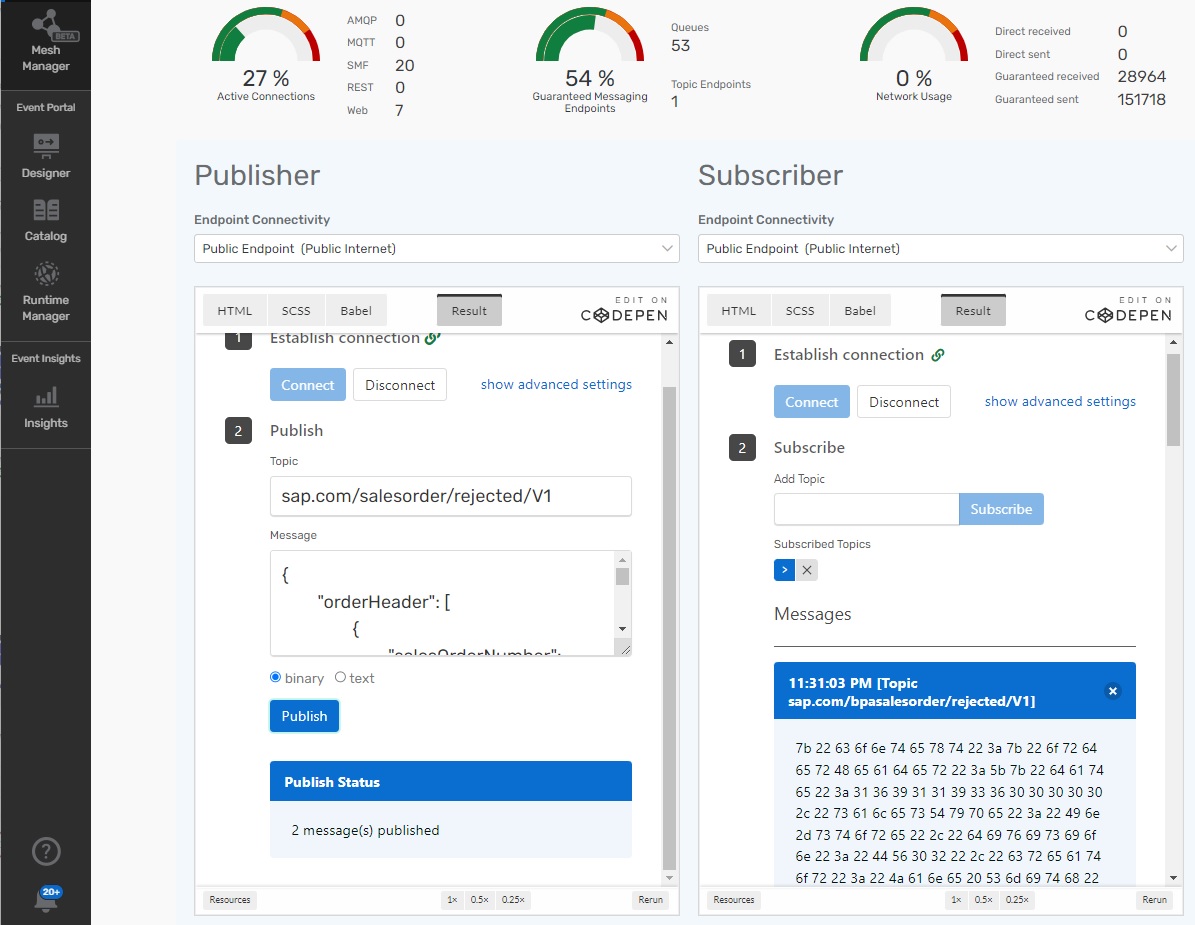 BETA
Mesh
Manager
Event Portal
Designer
Catalog
Runtime
Manager
Event Insights
Insights
?
20+
27 %
Active Connections
AMQP 0
MQTT 0
SMF 20
REST 0
Web 7
54 %
Guaranteed Messaging
Endpoints
Queues
53
Topic Endpoints
1
0 %
Network Usage
Direct received 0
Direct sent 0
Guaranteed received 28964
Guaranteed sent 151718
Publisher
Endpoint Connectivity
Public Endpoint (Public Internet)
HTML SCSS Babel Result
EDIT ON
CODEPEN
1 Establish connection
Connect Disconnect show advanced settings
2 Publish
Topic
sap.com/salesorder/rejected/V1
Message
{
"orderHeader": [
{
"salesOrderNumber":
binary text
Publish
Publish Status
2 message(s) published
Resources 1× 0.5× 0.25× Rerun
Subscriber
Endpoint Connectivity
Public Endpoint (Public Internet)
HTML SCSS Babel Result
EDIT ON
CODEPEN
1 Establish connection
Connect Disconnect show advanced settings
2 Subscribe
Add Topic
Subscribe
Subscribed Topics
> ×
Messages
11:31:03 PM [Topic
sap.com/bpasalesorder/rejected/V1]
7b 22 63 6f 6e 74 65 78 74 22 3a 7b 22 6f 72 64
65 72 48 65 61 64 65 72 22 3a 5b 7b 22 64 61 74
65 22 3a 31 36 39 31 31 39 33 36 30 30 30 30 30
2c 22 73 61 6c 65 73 54 79 70 65 22 3a 22 49 6e
2d 73 74 6f 72 65 22 2c 22 64 69 76 69 73 69 6f
6e 22 3a 22 44 56 30 32 22 2c 22 63 72 65 61 74
6f 72 22 3a 22 4a 61 6e 65 20 53 6d 69 74 68 22
Resources 1× 0.5× 0.25× Rerun